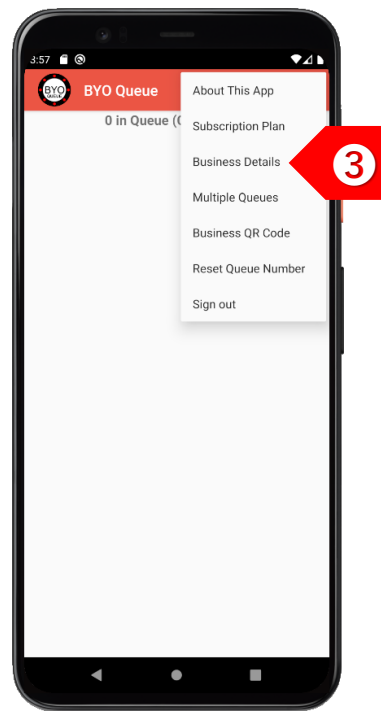 3:57
BYO
QUEUE
BYO Queue
0 in Queue (
About This App
Subscription Plan
Business Details
3
Multiple Queues
Business QR Code
Reset Queue Number
Sign out